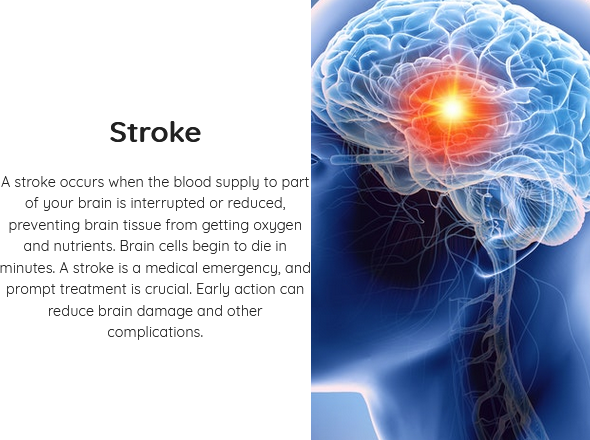 Stroke
A stroke occurs when the blood supply to part
of your brain is interrupted or reduced,
preventing brain tissue from getting oxygen
and nutrients. Brain cells begin to die in
minutes. A stroke is a medical emergency, and
prompt treatment is crucial. Early action can
reduce brain damage and other
complications.